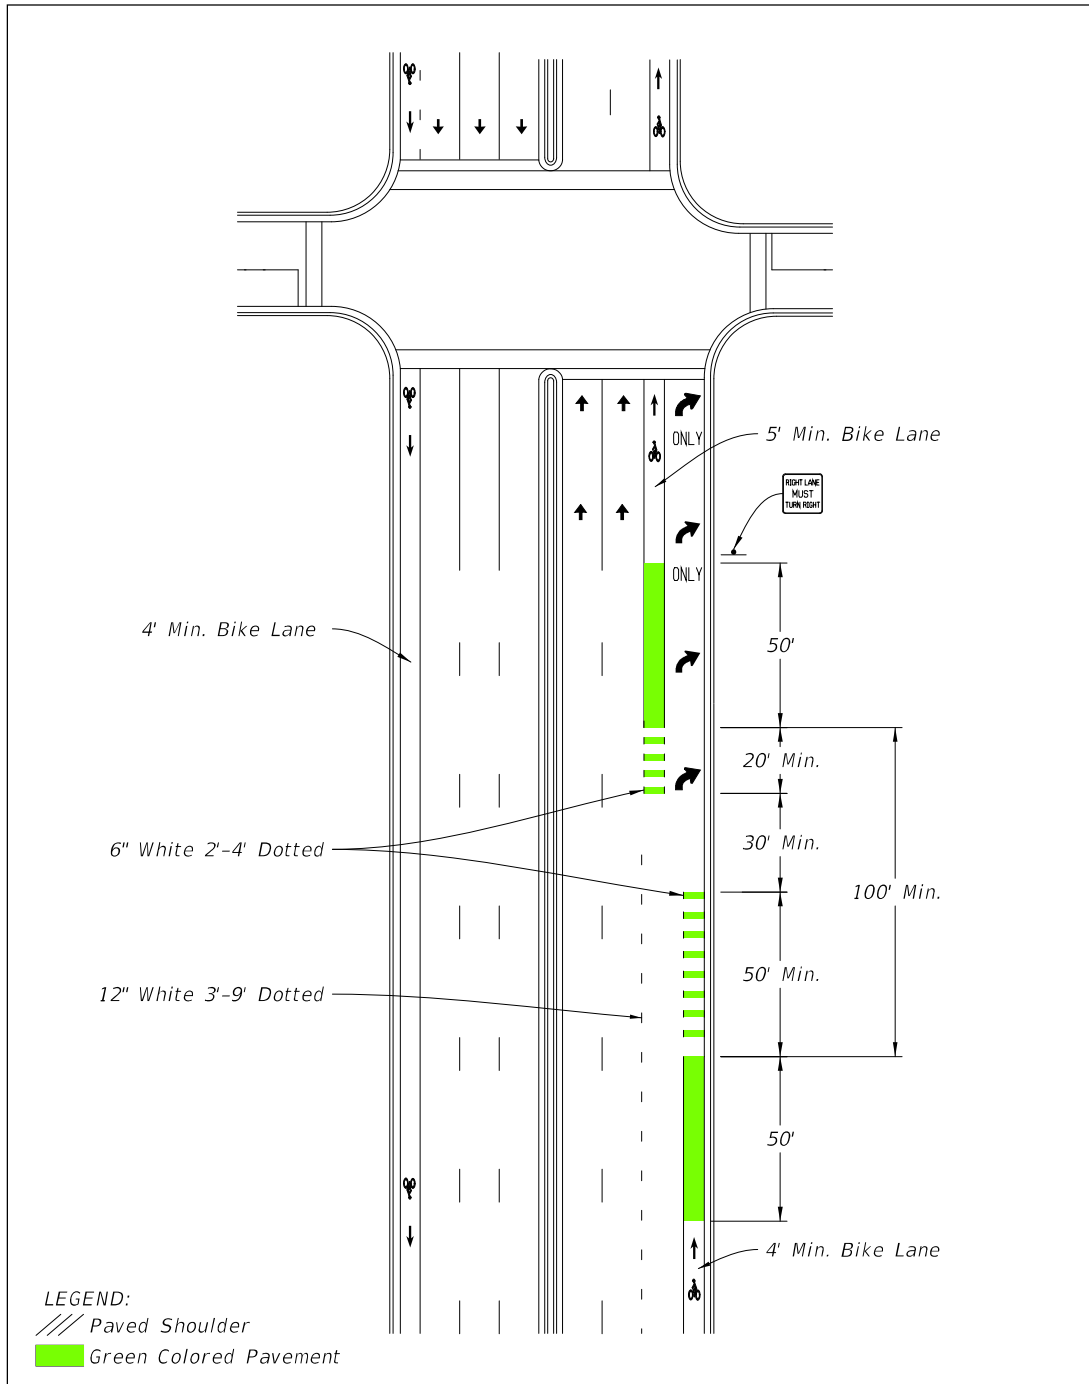 ONLY
5' Min. Bike Lane
RIGHT LANE
MUST
TURN RIGHT
ONLY
4' Min. Bike Lane
50'
20' Min.
6" White 2'-4' Dotted
30' Min.
100' Min.
12" White 3'-9' Dotted
50' Min.
50'
4' Min. Bike Lane
LEGEND:
Paved Shoulder
Green Colored Pavement